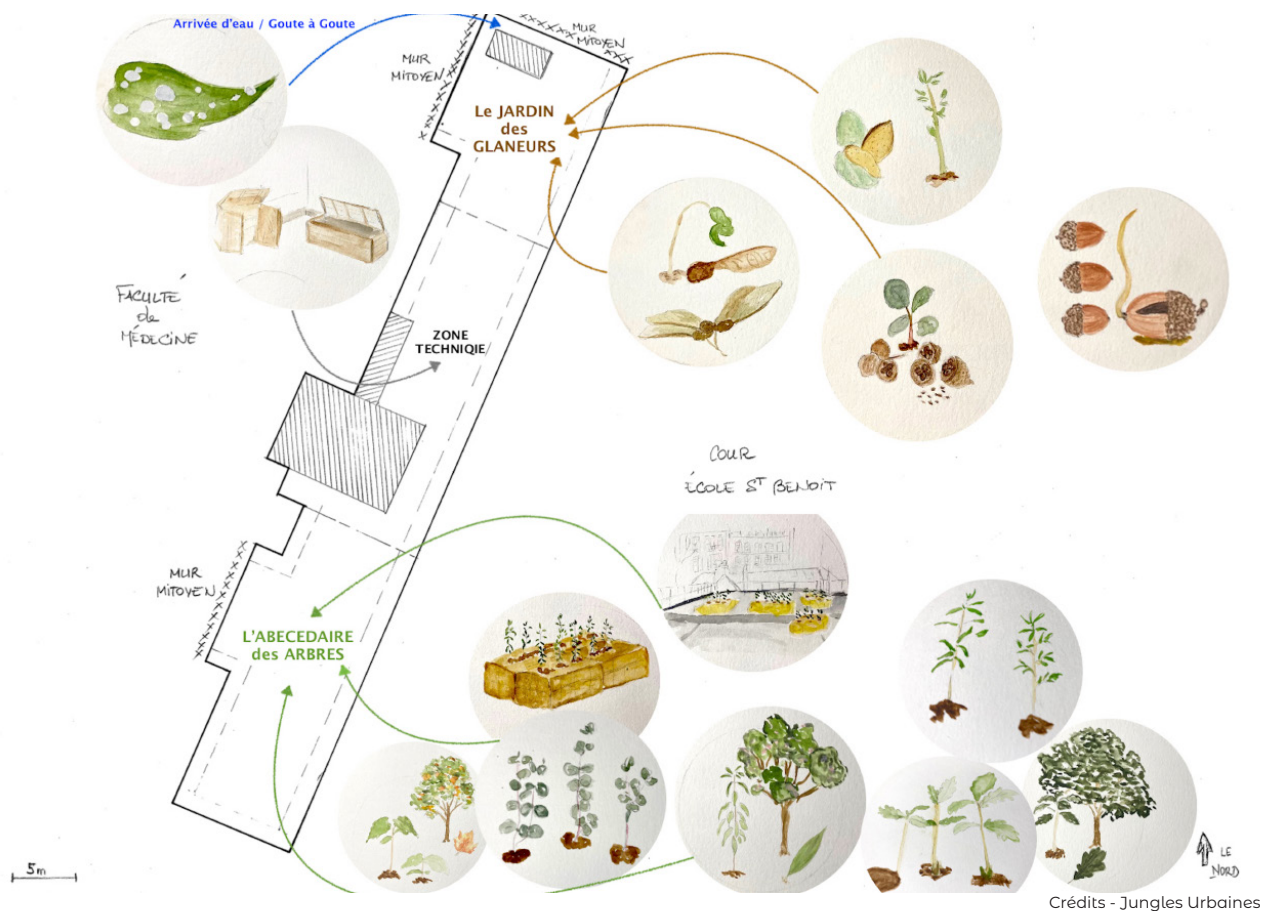 Arrivée d'eau / Goute à Goute
MUR
MITOYEN
MUR
MITOYEN
Le JARDIN
des
GLANEURS
FACULTÉ
de
MÉDECINE
ZONE
TECHNIQIE
COUR
ÉCOLE ST BENOIT
MUR
MITOYEN
L'ABECEDAIRE
des ARBRES
5m
LE
NORD
Crédits - Jungles Urbaines